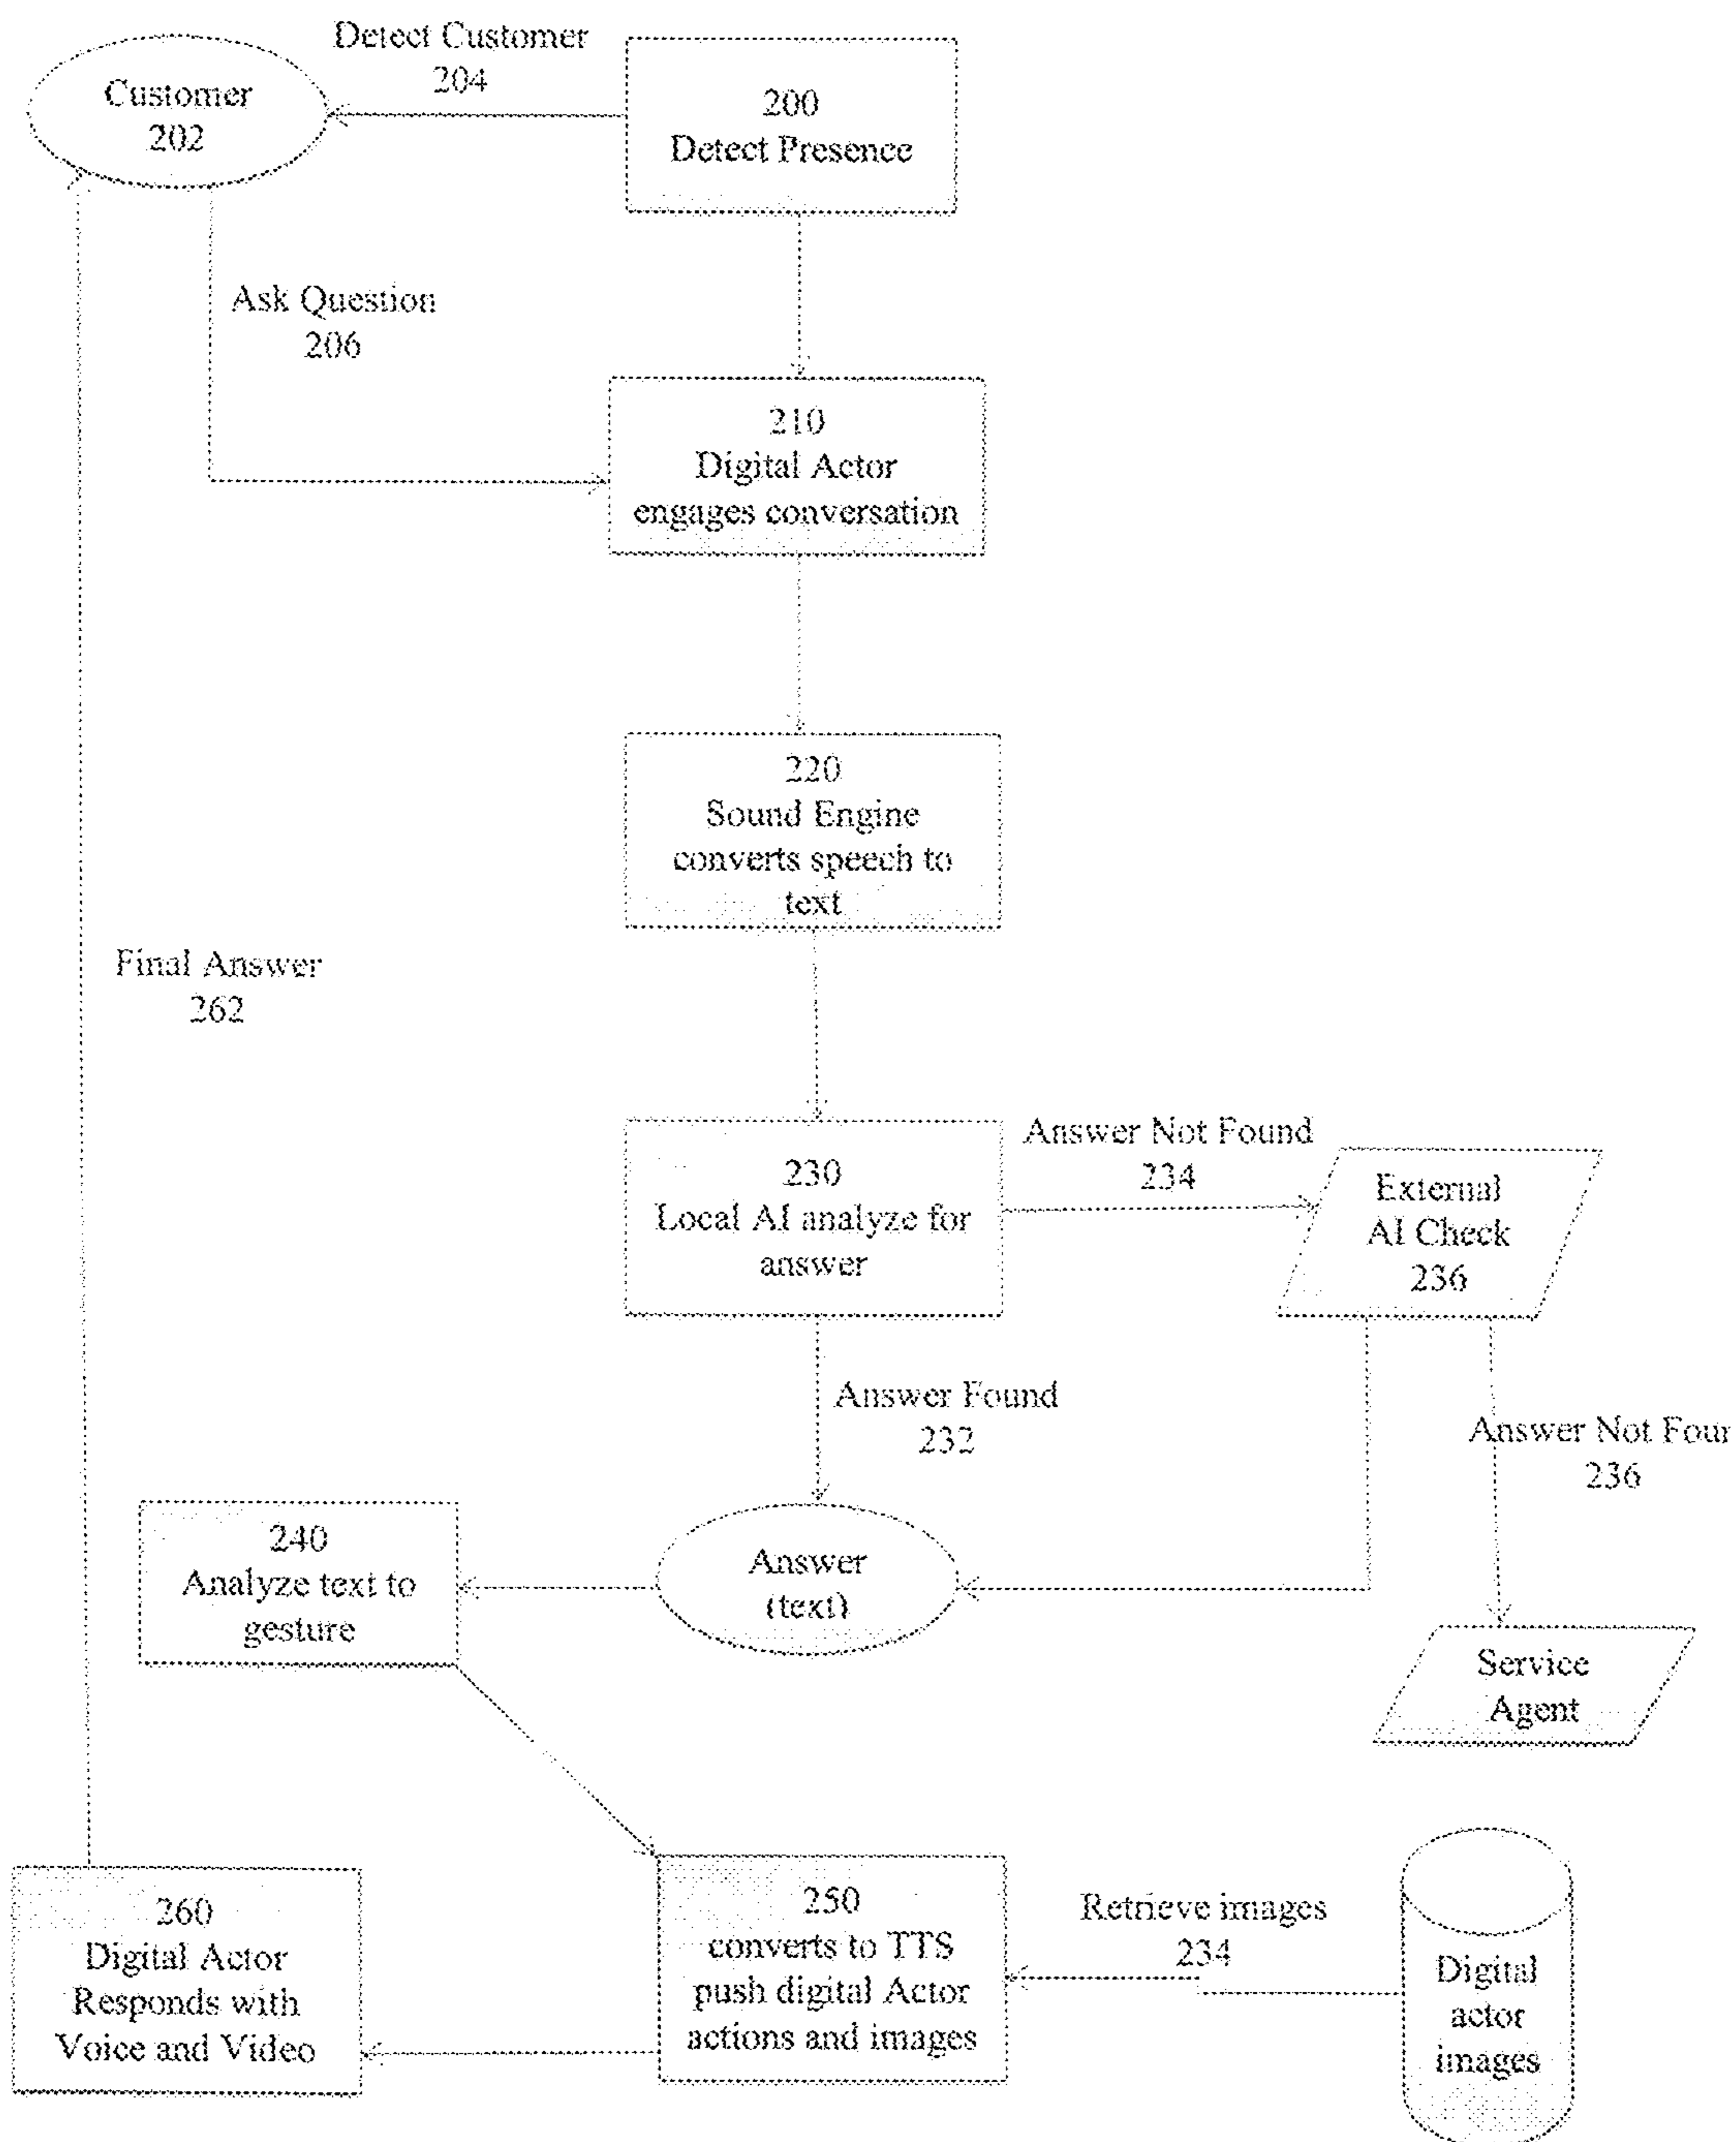 Detect Customer
204
Customer
202
200
Detect Presence
Ask Question
206
210
Digital Actor
engages conversation
220
Sound Engine
converts speech to
text
Final Answer
262
230
Local AI analyze for
answer
Answer Not Found
234
External
AI Check
236
Answer Found
232
Answer Not Foun
236
240
Analyze text to
gesture
Answer
(text)
Service
Agent
260
Digital Actor
Responds with
Voice and Video
250
converts to TTS
push digital Actor
actions and images
Retrieve images
234
Digital
actor
images